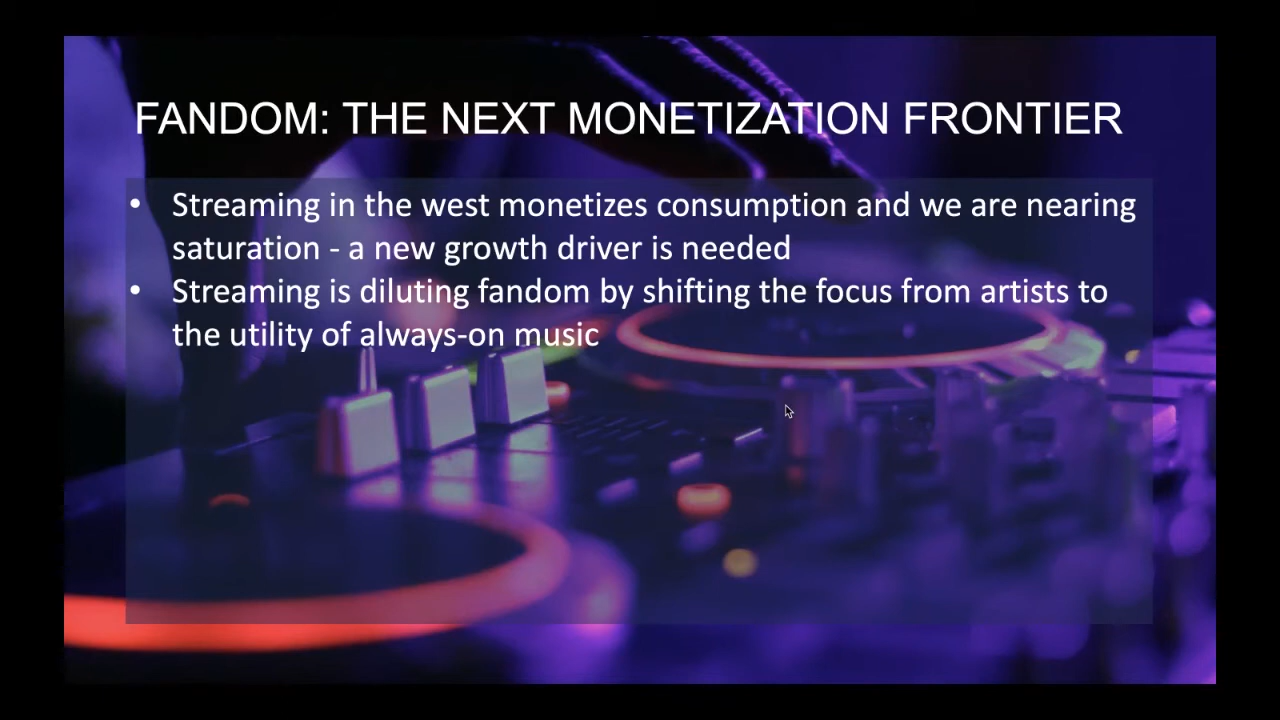 FANDOM: THE NEXT MONETIZATION FRONTIER
• Streaming in the west monetizes consumption and we are nearing
saturation - a new growth driver is needed
• Streaming is diluting fandom by shifting the focus from artists to
the utility of always-on music